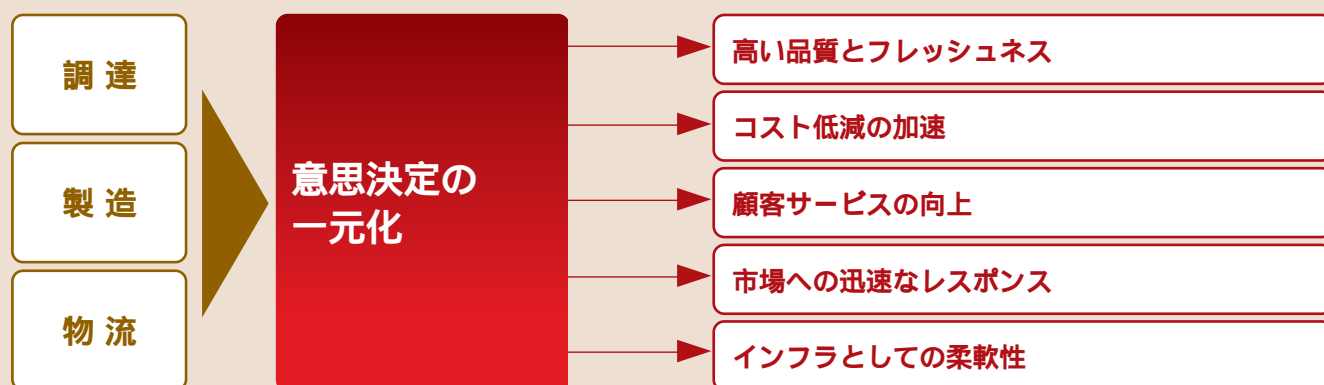 調達
製造
物流
意思決定の
一元化
高い品質とフレッシュネス
コスト低減の加速
顧客サービスの向上
市場への迅速なレスポンス
インフラとしての柔軟性